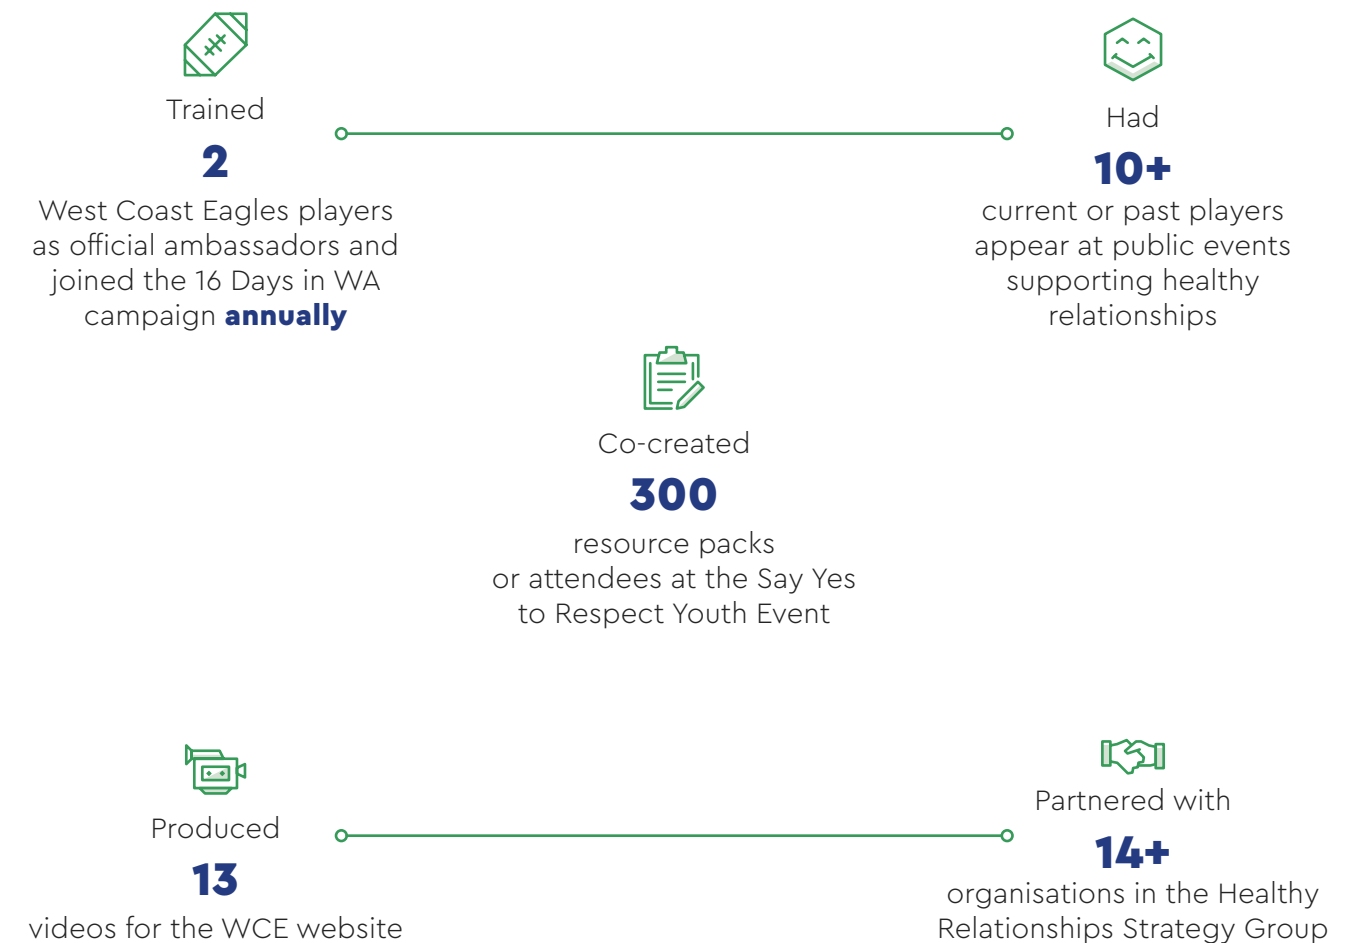 Trained
2
West Coast Eagles players
as official ambassadors and
joined the 16 Days in WA
campaign annually
Had
10+
current or past players
appear at public events
supporting healthy
relationships
Co-created
300
resource packs
or attendees at the Say Yes
to Respect Youth Event
Produced
13
videos for the WCE website
Partnered with
14+
organisations in the Healthy
Relationships Strategy Group